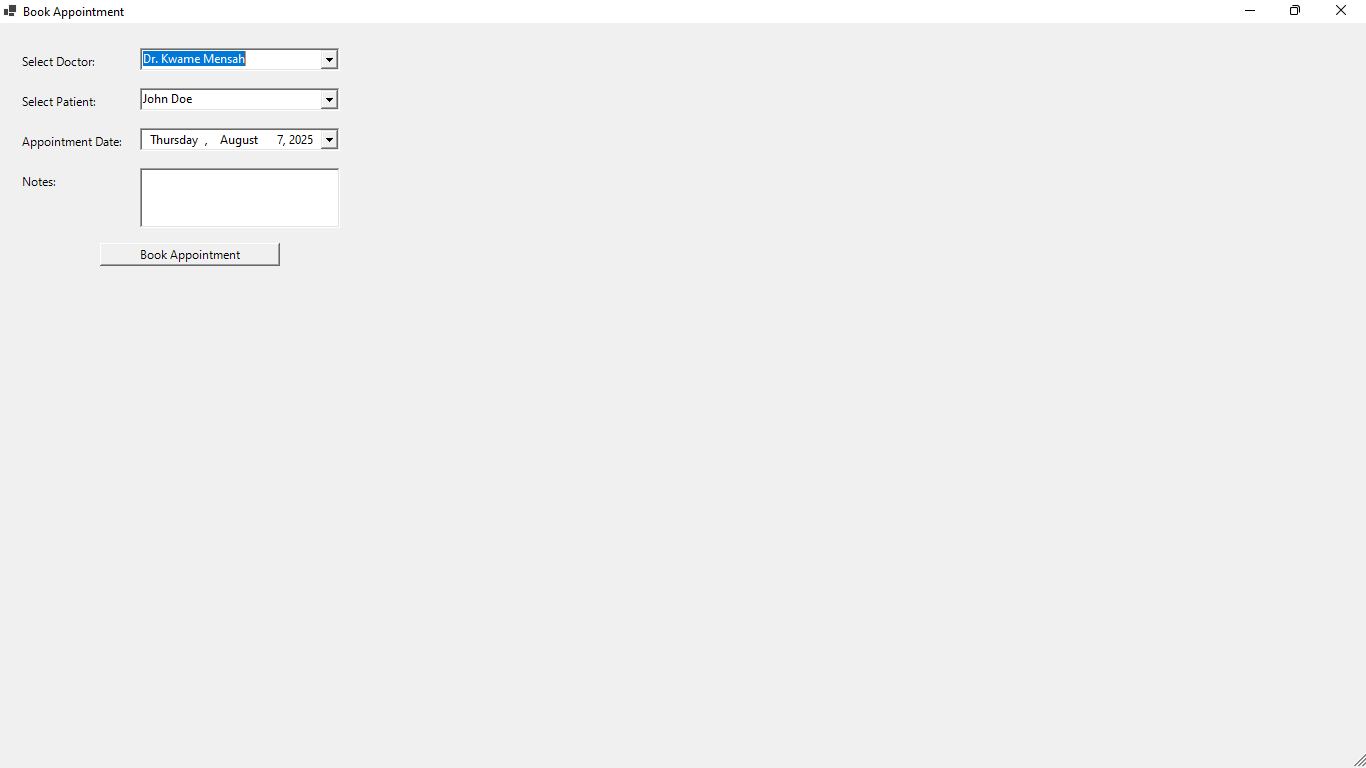 Book Appointment
Select Doctor: Dr. Kwame Mensah
Select Patient: John Doe
Appointment Date: Thursday , August 7, 2025
Notes:
Book Appointment